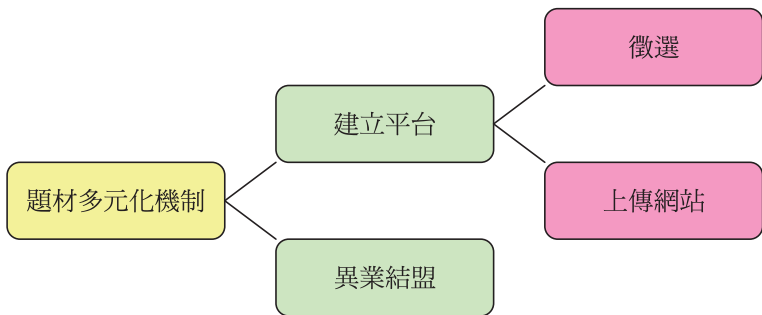 題材多元化機制
建立平台
異業結盟
徵選
上傳網站